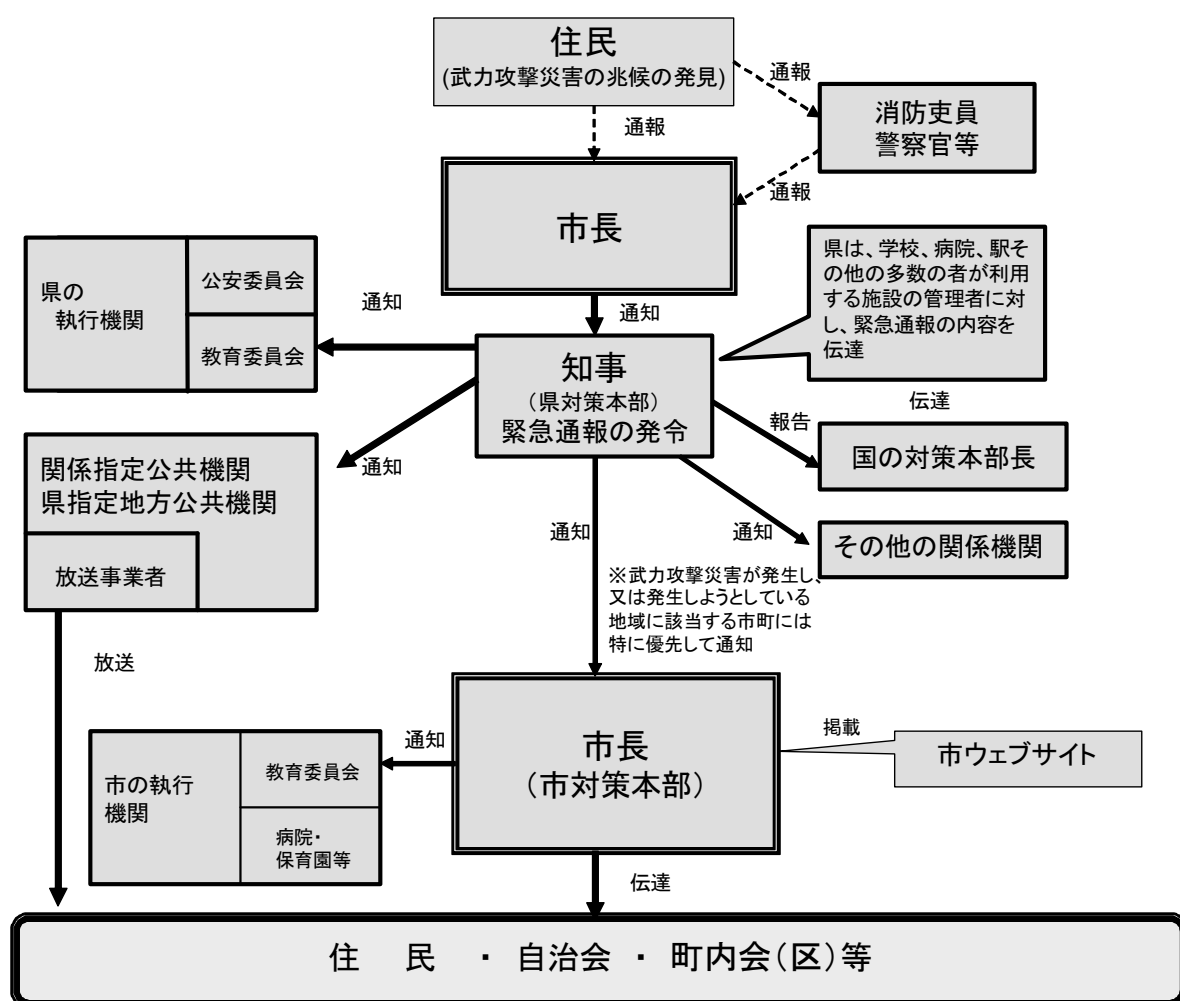 住民
(武力攻撃災害の兆候の発見)
通報
消防吏員
警察官等
通報
通報
市長
県の
執行機関
公安委員会
教育委員会
通知
通知
県は、学校、病院、駅そ
の他の多数の者が利用
する施設の管理者に対
し、緊急通報の内容を
伝達
知事
（県対策本部）
緊急通報の発令
伝達
報告
国の対策本部長
関係指定公共機関
県指定地方公共機関
放送事業者
通知
通知
通知
その他の関係機関
※武力攻撃災害が発生し、
又は発生しようとしている
地域に該当する市町には
特に優先して通知
放送
市長
（市対策本部）
通知
掲載
市ウェブサイト
市の執行
機関
教育委員会
病院・
保育園等
伝達
住　民　・　自治会　・　町内会（区）等